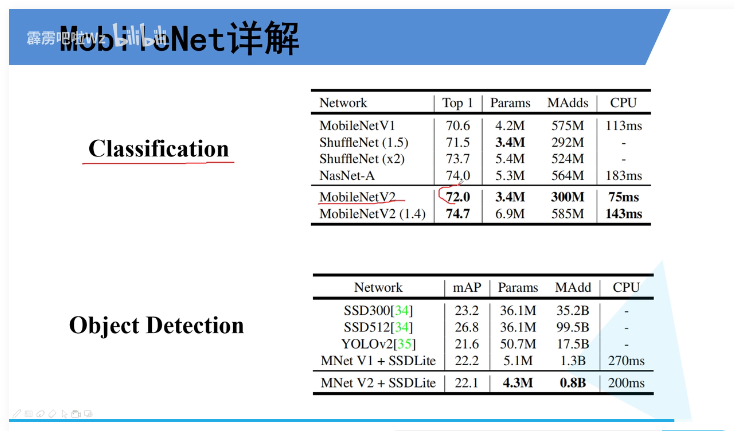 MobileNet详解
霹雳吧啦Wz bilibili
Classification
Network Top 1 Params MAdds CPU
MobileNetV1 70.6 4.2M 575M 113ms
ShuffleNet (1.5) 71.5 3.4M 292M -
ShuffleNet (x2) 73.7 5.4M 524M -
NasNet-A 74.0 5.3M 564M 183ms
MobileNetV2 72.0 3.4M 300M 75ms
MobileNetV2 (1.4) 74.7 6.9M 585M 143ms
Object Detection
Network mAP Params MAdd CPU
SSD300[34] 23.2 36.1M 35.2B -
SSD512[34] 26.8 36.1M 99.5B -
YOLOv2[35] 21.6 50.7M 17.5B -
MNet V1 + SSDLite 22.2 5.1M 1.3B 270ms
MNet V2 + SSDLite 22.1 4.3M 0.8B 200ms